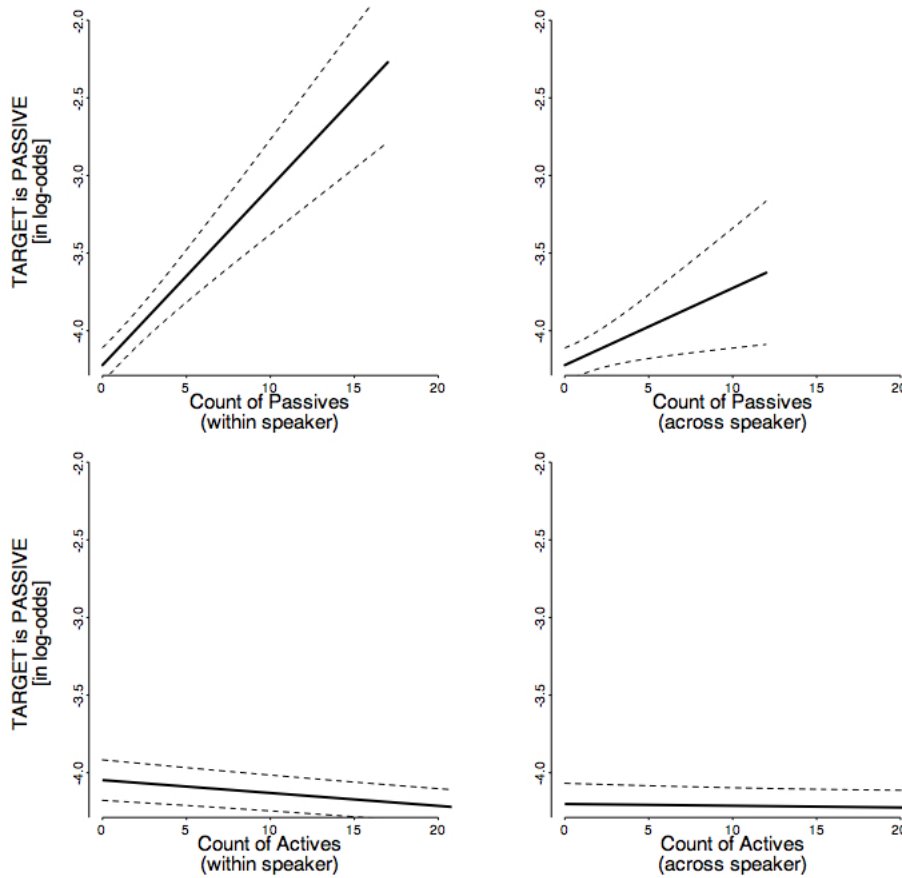 TARGET is PASSIVE
[in log-odds]
-2.0
-2.5
-3.0
-3.5
-4.0
0 5 10 15 20
Count of Passives
(within speaker)
-2.0
-2.5
-3.0
-3.5
-4.0
0 5 10 15 20
Count of Passives
(across speaker)
TARGET is PASSIVE
[in log-odds]
-2.0
-2.5
-3.0
-3.5
-4.0
0 5 10 15 20
Count of Actives
(within speaker)
-2.0
-2.5
-3.0
-3.5
-4.0
0 5 10 15 20
Count of Actives
(across speaker)